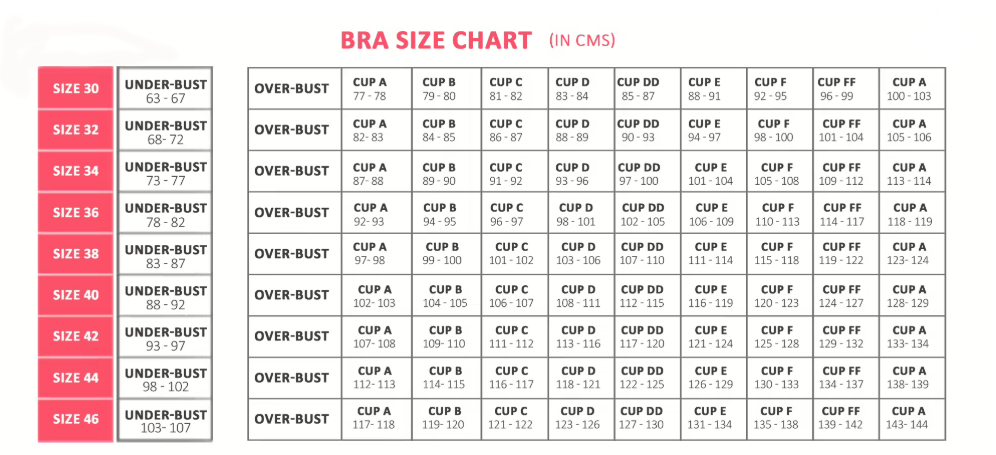 BRA SIZE CHART (IN CMS)
SIZE 30 UNDER-BUST OVER-BUST CUP A CUP B CUP C CUP D CUP DD CUP E CUP F CUP FF CUP A
63 - 67 77 - 78 79 - 80 81 - 82 83 - 84 85 - 87 88 - 91 92 - 95 96 - 99 100 - 103
SIZE 32 UNDER-BUST OVER-BUST CUP A CUP B CUP C CUP D CUP DD CUP E CUP F CUP FF CUP A
68- 72 82- 83 84 - 85 86 - 87 88 - 89 90 - 93 94 - 97 98 - 100 101 - 104 105 - 106
SIZE 34 UNDER-BUST OVER-BUST CUP A CUP B CUP C CUP D CUP DD CUP E CUP F CUP FF CUP A
73 - 77 87- 88 89 - 90 91 - 92 93 - 96 97 - 100 101 - 104 105 - 108 109 - 112 113 - 114
SIZE 36 UNDER-BUST OVER-BUST CUP A CUP B CUP C CUP D CUP DD CUP E CUP F CUP FF CUP A
78 - 82 92- 93 94 - 95 96 - 97 98 - 101 102 - 105 106 - 109 110 - 113 114 - 117 118 - 119
SIZE 38 UNDER-BUST OVER-BUST CUP A CUP B CUP C CUP D CUP DD CUP E CUP F CUP FF CUP A
83 - 87 97- 98 99 - 100 101 - 102 103 - 106 107 - 110 111 - 114 115 - 118 119 - 122 123- 124
SIZE 40 UNDER-BUST OVER-BUST CUP A CUP B CUP C CUP D CUP DD CUP E CUP F CUP FF CUP A
88 - 92 102- 103 104 - 105 106 - 107 108 - 111 112 - 115 116 - 119 120 - 123 124 - 127 128- 129
SIZE 42 UNDER-BUST OVER-BUST CUP A CUP B CUP C CUP D CUP DD CUP E CUP F CUP FF CUP A
93 - 97 107- 108 109- 110 111 - 112 113 - 116 117 - 120 121 - 124 125 - 128 129 - 132 133- 134
SIZE 44 UNDER-BUST OVER-BUST CUP A CUP B CUP C CUP D CUP DD CUP E CUP F CUP FF CUP A
98 - 102 112- 113 114- 115 116 - 117 118 - 121 122 - 125 126 - 129 130 - 133 134 - 137 138- 139
SIZE 46 UNDER-BUST OVER-BUST CUP A CUP B CUP C CUP D CUP DD CUP E CUP F CUP FF CUP A
103- 107 117- 118 119- 120 121 - 122 123 - 126 127 - 130 131 - 134 135 - 138 139 - 142 143- 144